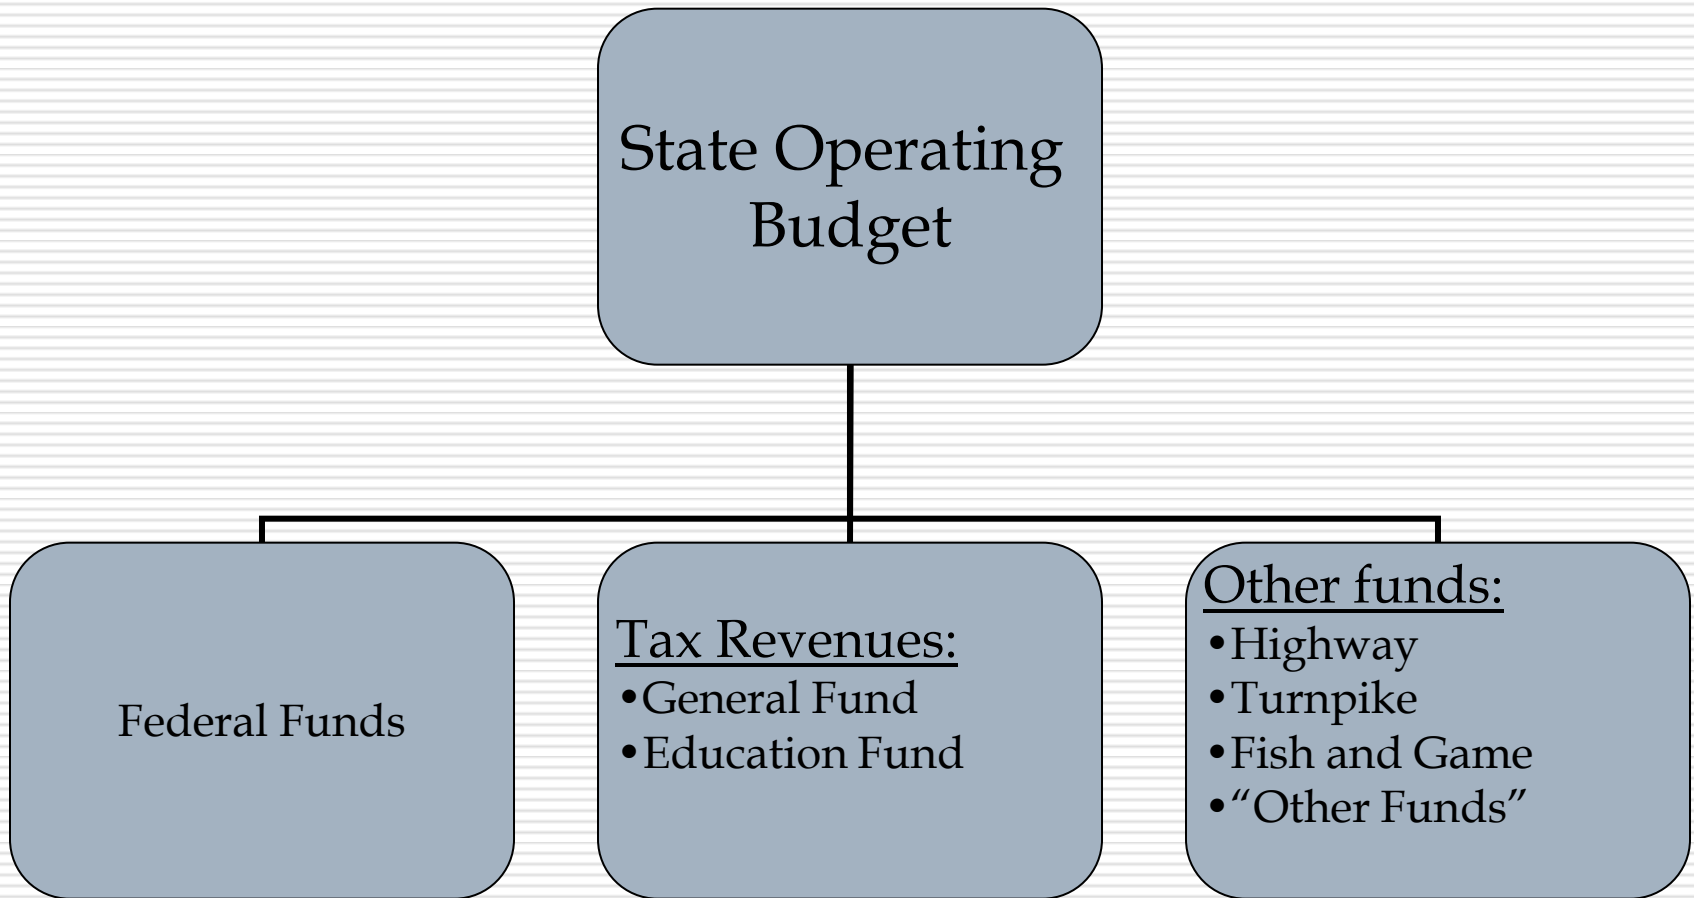 State Operating
Budget
Federal Funds
Tax Revenues:
•General Fund
•Education Fund
Other funds:
•Highway
•Turnpike
•Fish and Game
•“Other Funds”